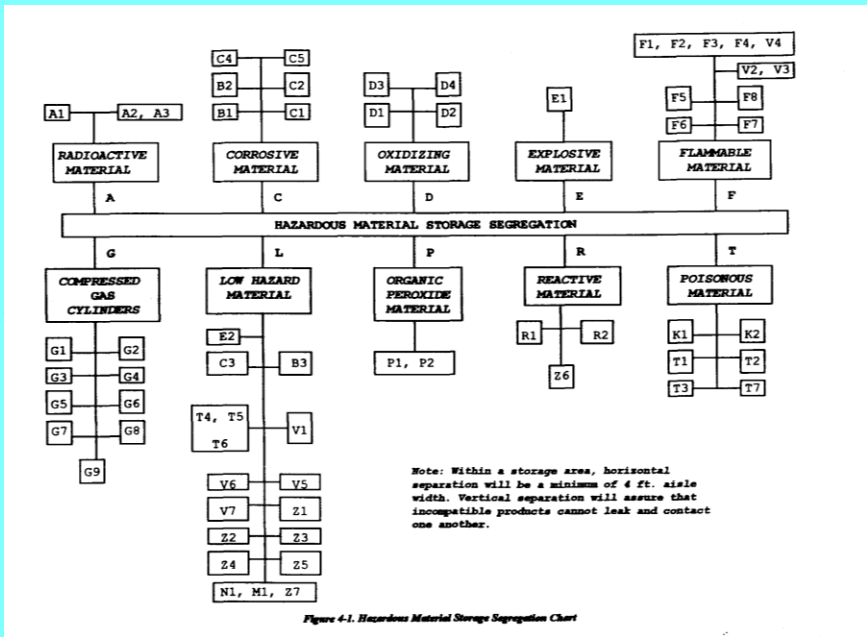 F1, F2, F3, F4, V4
C4 C5
V2, V3
B2 C2
D3 D4
E1
F5 F8
A1 A2, A3
B1 C1
D1 D2
F6 F7
RADIOACTIVE
MATERIAL
CORROSIVE
MATERIAL
OXIDIZING
MATERIAL
EXPLOSIVE
MATERIAL
FLAMMABLE
MATERIAL
A C D E F
HAZARDOUS MATERIAL STORAGE SEGREGATION
G L P R T
COMPRESSED
GAS
CYLINDERS
LOW HAZARD
MATERIAL
ORGANIC
PEROXIDE
MATERIAL
REACTIVE
MATERIAL
POISONOUS
MATERIAL
G1 G2
G3 G4
G5 G6
G7 G8
G9
E2
C3 B3
T4, T5
T6
V1
V6 V5
V7 Z1
Z2 Z3
Z4 Z5
N1, M1, Z7
P1, P2
R1 R2
Z6
K1 K2
T1 T2
T3 T7
Note: Within a storage area, horizontal
separation will be a minimum of 4 ft. aisle
width. Vertical separation will assure that
incompatible products cannot leak and contact
one another.
Figure 4-1. Hazardous Material Storage Segregation Chart